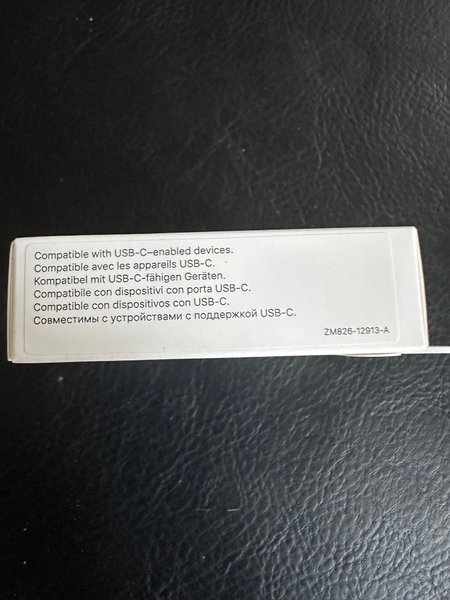 Compatible with USB-C–enabled devices.
Compatible avec les appareils USB-C.
Kompatibel mit USB-C-fähigen Geräten.
Compatibile con dispositivi con porta USB-C.
Compatible con dispositivos con USB-C.
Совместимы с устройствами с поддержкой USB-C.
ZM826-12913-A